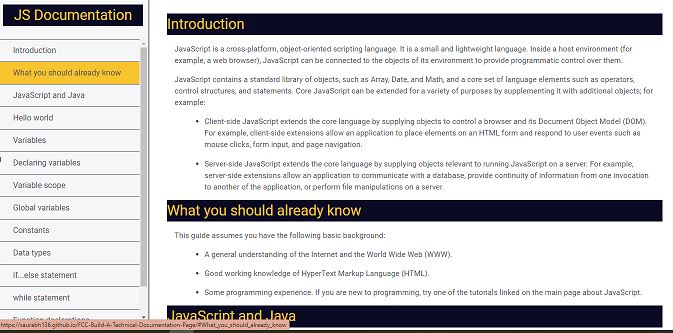 JS Documentation
Introduction
What you should already know
JavaScript and Java
Hello world
Variables
Declaring variables
Variable scope
Global variables
Constants
Data types
if...else statement
while statement
Function declarations
Introduction
JavaScript is a cross-platform, object-oriented scripting language. It is a small and lightweight language. Inside a host environment (for
example, a web browser), JavaScript can be connected to the objects of its environment to provide programmatic control over them.
JavaScript contains a standard library of objects, such as Array, Date, and Math, and a core set of language elements such as operators,
control structures, and statements. Core JavaScript can be extended for a variety of purposes by supplementing it with additional objects; for
example:
• Client-side JavaScript extends the core language by supplying objects to control a browser and its Document Object Model (DOM).
For example, client-side extensions allow an application to place elements on an HTML form and respond to user events such as
mouse clicks, form input, and page navigation.
• Server-side JavaScript extends the core language by supplying objects relevant to running JavaScript on a server. For example,
server-side extensions allow an application to communicate with a database, provide continuity of information from one invocation
to another of the application, or perform file manipulations on a server.
What you should already know
This guide assumes you have the following basic background:
• A general understanding of the Internet and the World Wide Web (WWW).
• Good working knowledge of HyperText Markup Language (HTML).
• Some programming experience. If you are new to programming, try one of the tutorials linked on the main page about JavaScript.
JavaScript and Java
https://saurabh136.github.io/FCC-Build-A-Technical-Documentation-Page/#What_you_should_already_know